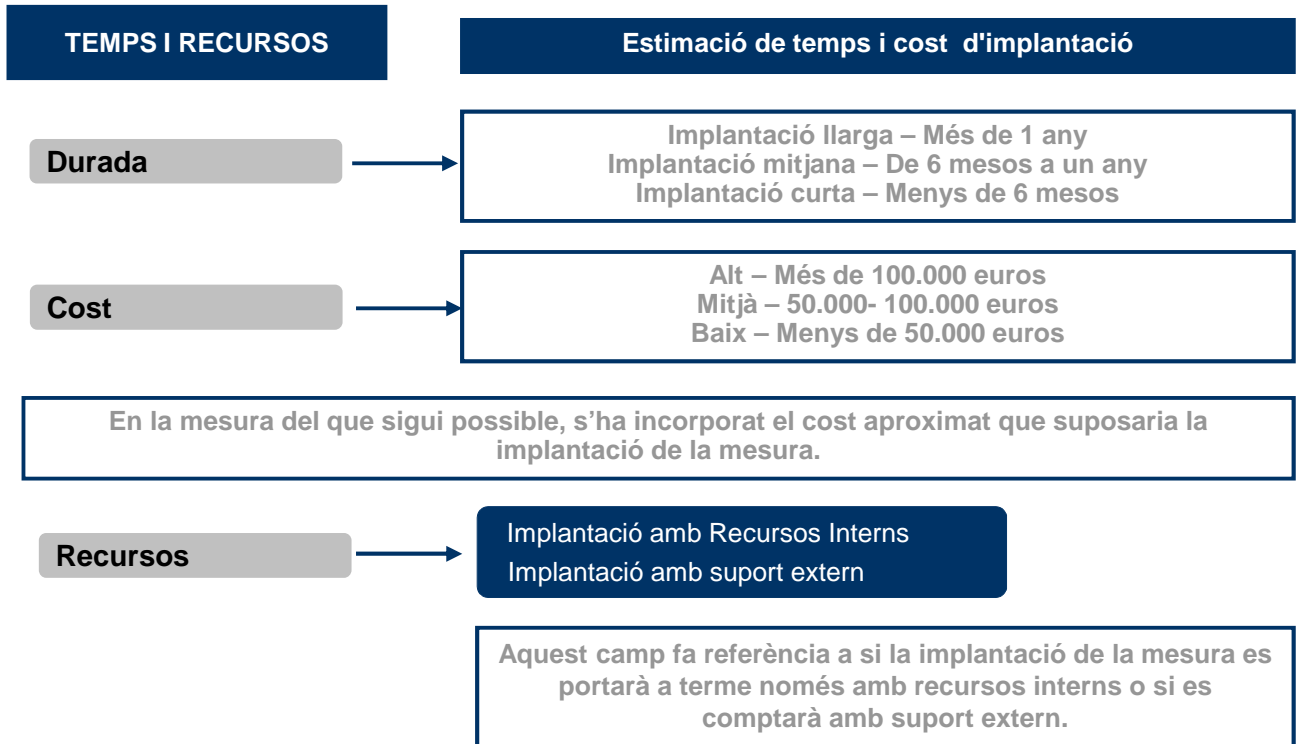 TEMPS I RECURSOS
Estimació de temps i cost d'implantació
Durada
Implantació llarga – Més de 1 any
Implantació mitjana – De 6 mesos a un any
Implantació curta – Menys de 6 mesos
Cost
Alt – Més de 100.000 euros
Mitjà – 50.000- 100.000 euros
Baix – Menys de 50.000 euros
En la mesura del que sigui possible, s’ha incorporat el cost aproximat que suposaria la
implantació de la mesura.
Recursos
Implantació amb Recursos Interns
Implantació amb suport extern
Aquest camp fa referència a si la implantació de la mesura es
portarà a terme només amb recursos interns o si es
comptarà amb suport extern.